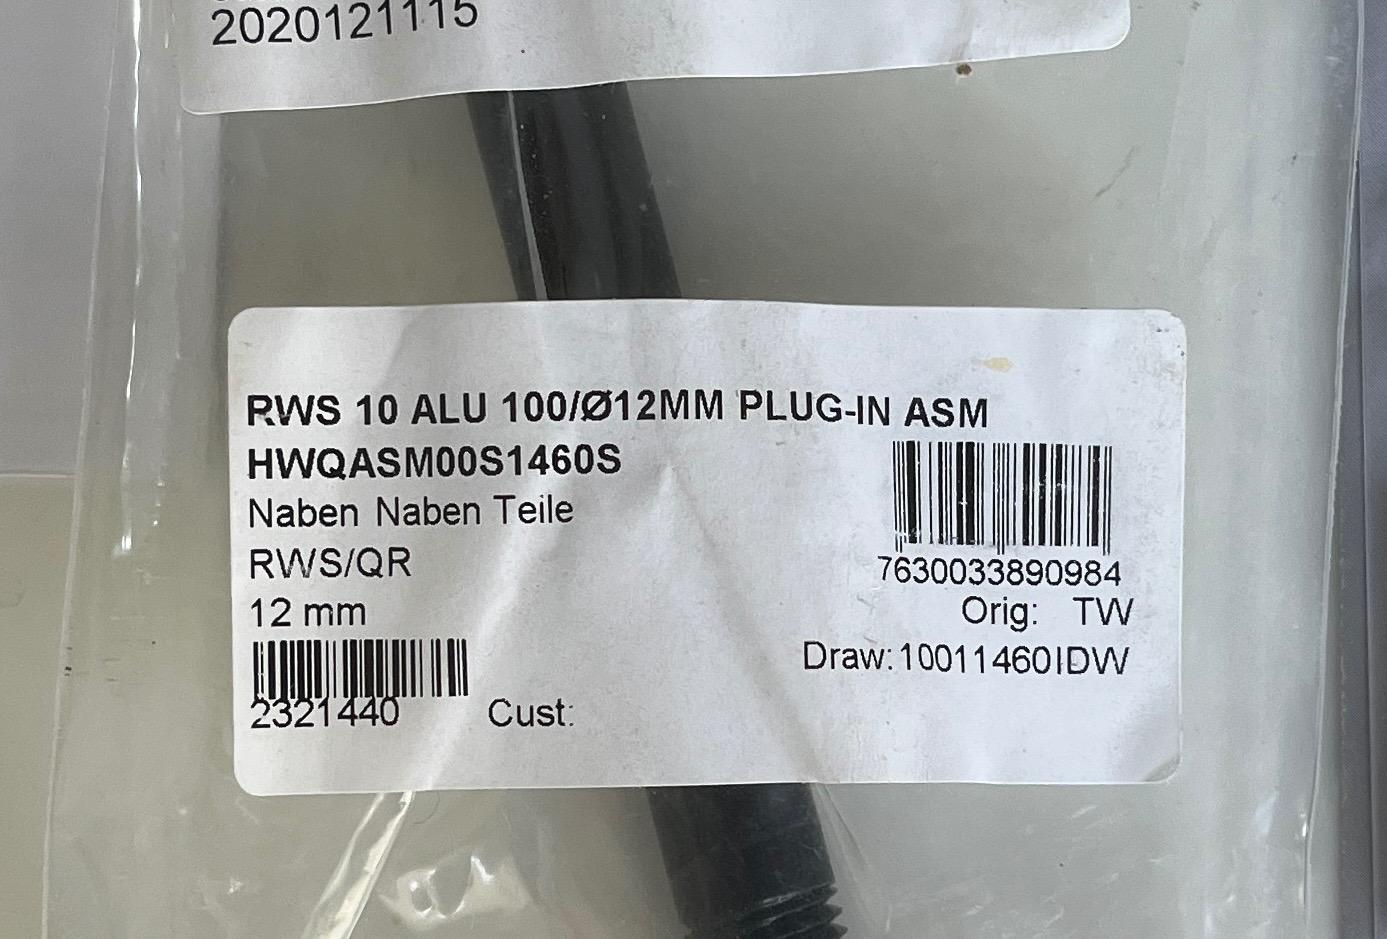 2020121115
RWS 10 ALU 100/Ø12MM PLUG-IN ASM
HWQASM00S1460S
Naben Naben Teile
RWS/QR
7630033890984
12 mm
Orig: TW
Draw:10011460IDW
2321440
Cust: